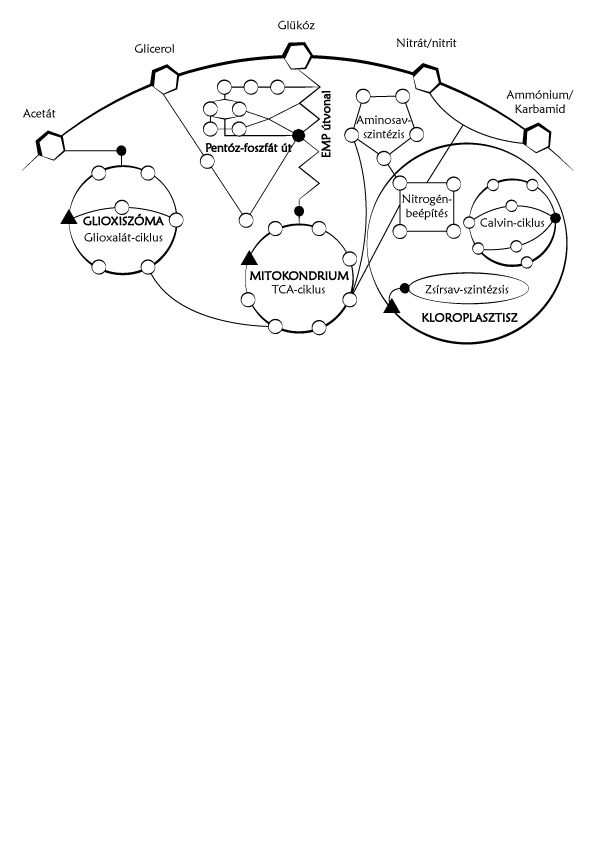 Glükóz
Glicerol
Nitrát/nitrit
Acetát
Ammónium/
Karbamid
EMP útvonal
Pentóz-foszfát út
Aminosav-
szintézis
Nitrogén-
beépítés
Calvin-ciklus
GLIOXISZÓMA
Glioxalát-ciklus
MITOKONDRIUM
TCA-ciklus
Zsírsav-szintézsis
KLOROPLASZTISZ